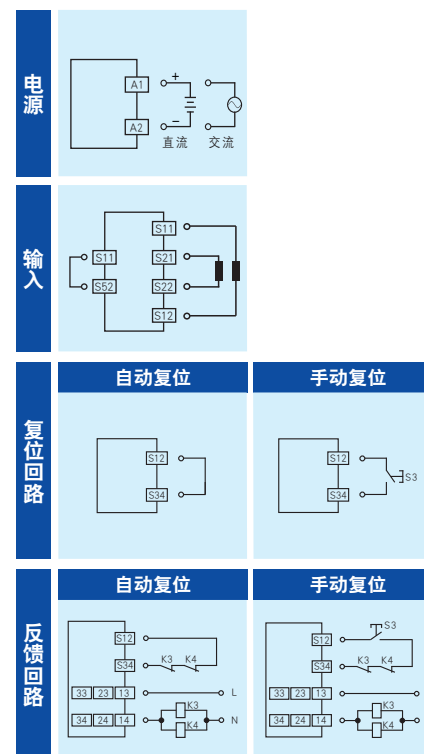 电源
A1
+
A2
−
直流 交流
输入
S11
S11 S21
S52 S22
S12
复位回路
自动复位 手动复位
S12 S12
S34 S34 S3
反馈回路
自动复位 手动复位
S12 S12 S3
S34 K3 K4 S34 K3 K4
33 23 13 L 33 23 13
K3 K3
34 24 14 N 34 24 14
K4 K4